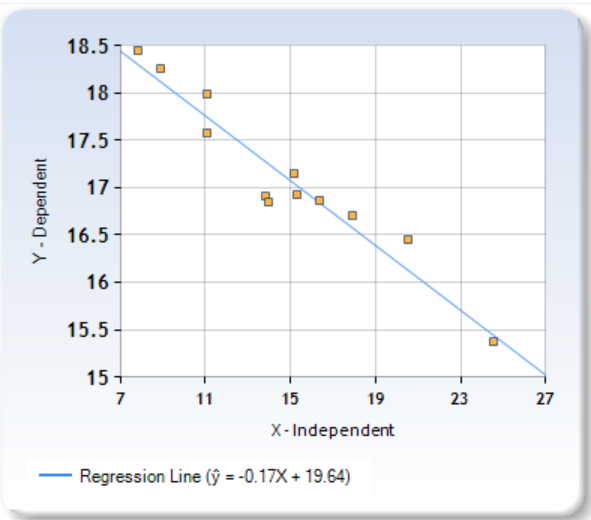 18.5
18
17.5
17
16.5
16
15.5
15
Y - Dependent
7 11 15 19 23 27
X - Independent
Regression Line (ŷ = -0.17X + 19.64)